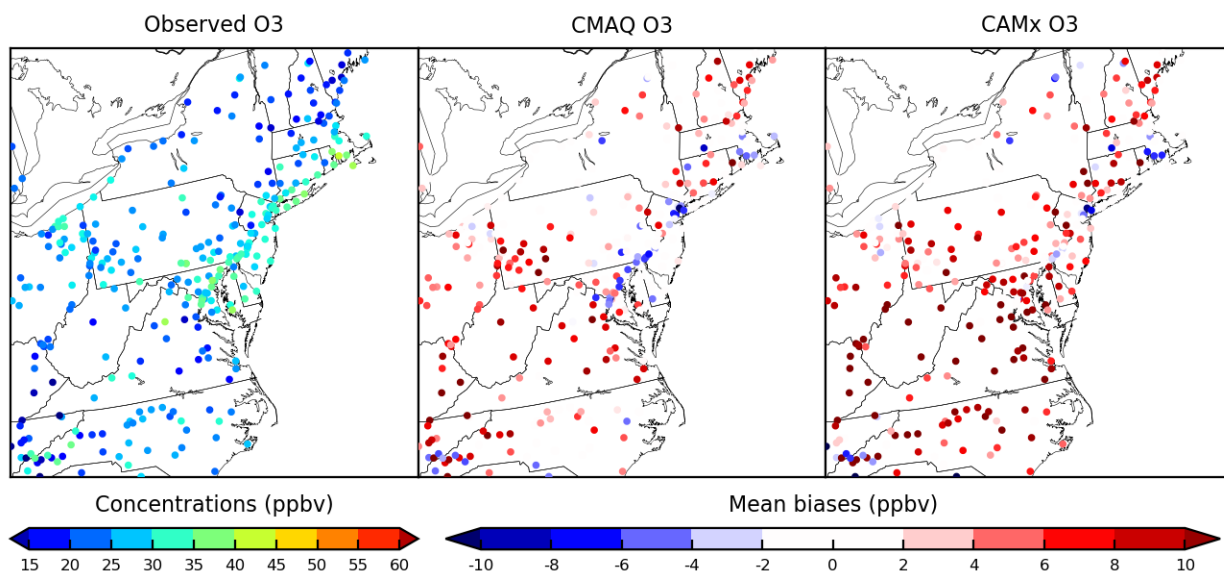 Observed O3 CMAQ O3 CAMx O3
Concentrations (ppbv) Mean biases (ppbv)
15 20 25 30 35 40 45 50 55 60 -10 -8 -6 -4 -2 0 2 4 6 8 10